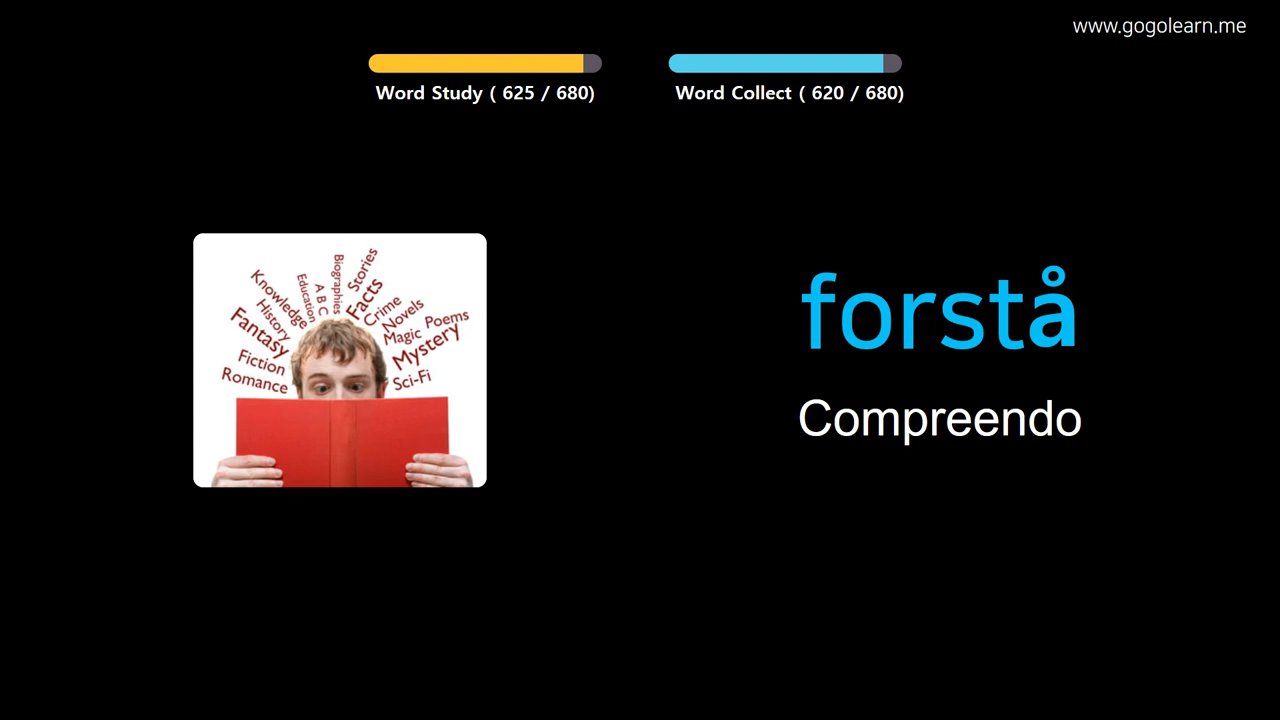 www.gogolearn.me
Word Study ( 625 / 680)
Word Collect ( 620 / 680)
Knowledge
History
Fantasy
Fiction
Romance
Education
A B C
Biographies
Stories
Facts
Crime
Novels
Magic
Poems
Mystery
Sci-Fi
forstå
Compreendo